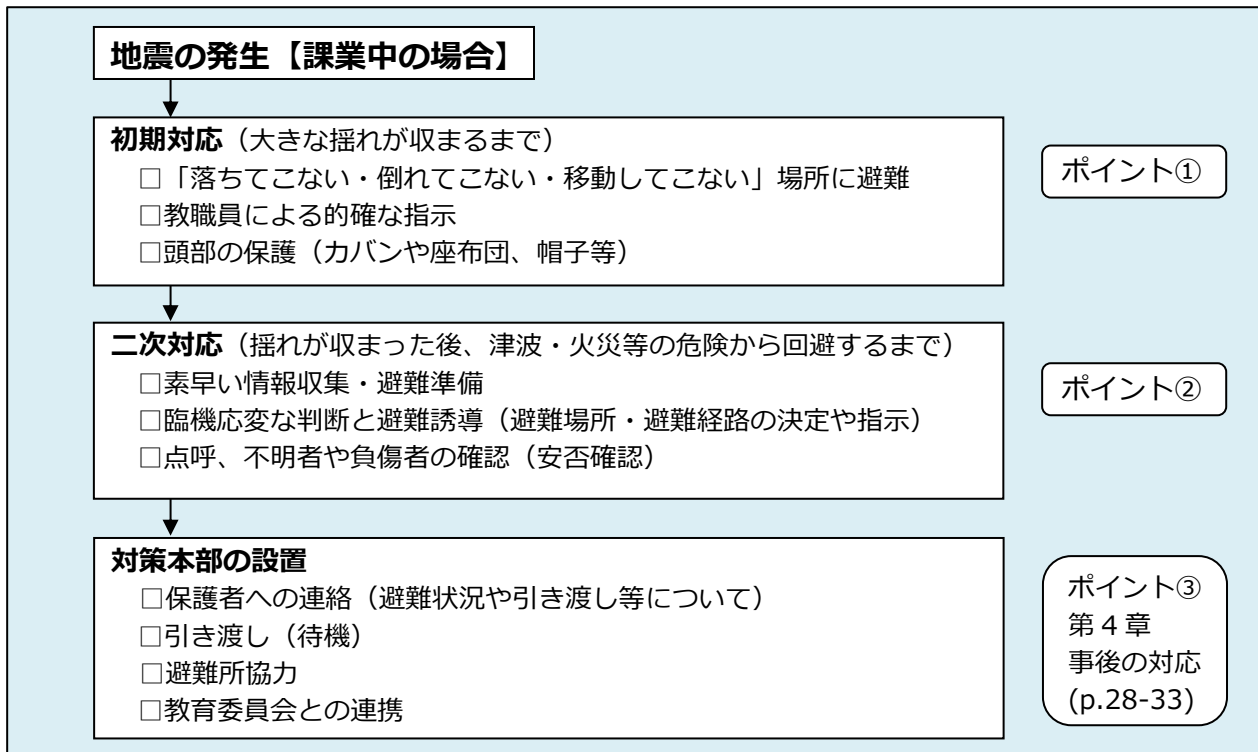 地震の発生【課業中の場合】
初期対応（大きな揺れが収まるまで）
□「落ちてこない・倒れてこない・移動してこない」場所に避難
□教職員による的確な指示
□頭部の保護（カバンや座布団、帽子等）
ポイント①
二次対応（揺れが収まった後、津波・火災等の危険から回避するまで）
□素早い情報収集・避難準備
□臨機応変な判断と避難誘導（避難場所・避難経路の決定や指示）
□点呼、不明者や負傷者の確認（安否確認）
ポイント②
対策本部の設置
□保護者への連絡（避難状況や引き渡し等について）
□引き渡し（待機）
□避難所協力
□教育委員会との連携
ポイント③
第４章
事後の対応
(p.28-33)